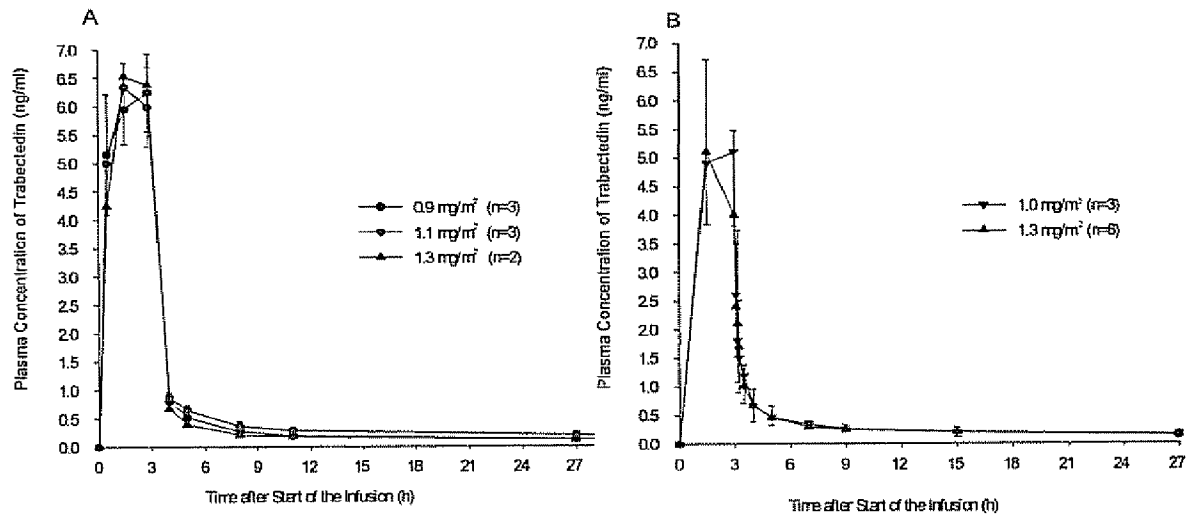 A
Plasma Concentration of Trabectedin (ng/ml)
7.0
6.5
6.0
5.5
5.0
4.5
4.0
3.5
3.0
2.5
2.0
1.5
1.0
0.5
0.0
0 3 6 9 12 15 18 21 24 27
Time after Start of the Infusion (h)
0.9 mg/m² (n=3)
1.1 mg/m² (n=3)
1.3 mg/m² (n=2)
B
Plasma Concentration of Trabectedin (ng/ml)
7.0
6.5
6.0
5.5
5.0
4.5
4.0
3.5
3.0
2.5
2.0
1.5
1.0
0.5
0.0
0 3 6 9 12 15 18 21 24 27
Time after Start of the Infusion (h)
1.0 mg/m² (n=3)
1.3 mg/m² (n=6)